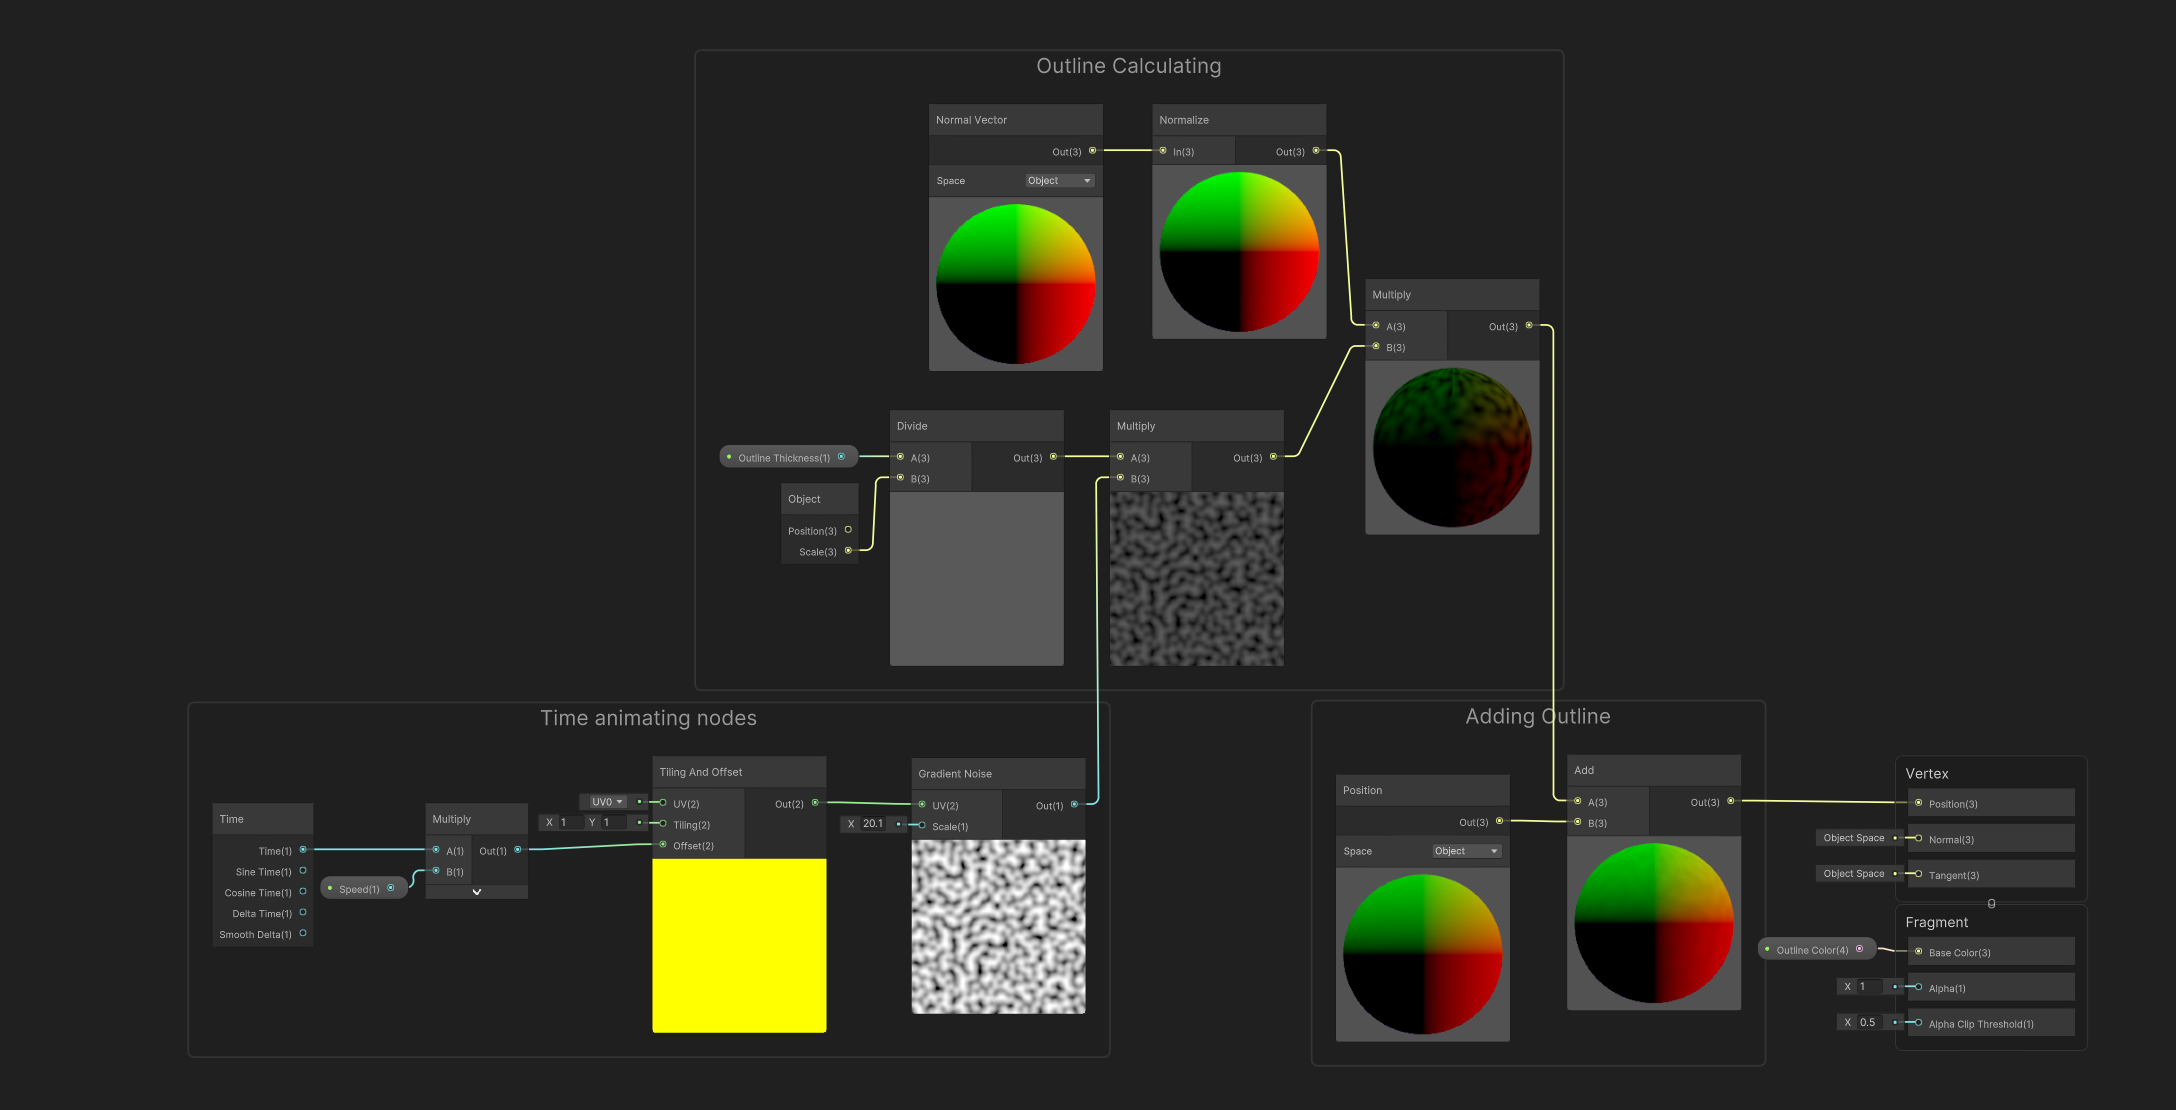 Outline Calculating
Normal Vector
Out(3)
Space
Object
Normalize
In(3)
Out(3)
Multiply
A(3)
Out(3)
B(3)
Outline Thickness(1)
Object
Position(3)
Scale(3)
Divide
A(3)
Out(3)
B(3)
Multiply
A(3)
Out(3)
B(3)
Time animating nodes
Time
Time(1)
Sine Time(1)
Cosine Time(1)
Delta Time(1)
Smooth Delta(1)
Speed(1)
Multiply
A(1)
Out(1)
B(1)
UV0
X 1 Y 1
Tiling And Offset
UV(2)
Out(2)
Tiling(2)
Offset(2)
X 20.1
Gradient Noise
UV(2)
Out(1)
Scale(1)
Adding Outline
Position
Out(3)
Space
Object
Add
A(3)
Out(3)
B(3)
Vertex
Position(3)
Object Space
Normal(3)
Object Space
Tangent(3)
Fragment
Outline Color(4)
Base Color(3)
X 1
Alpha(1)
X 0.5
Alpha Clip Threshold(1)